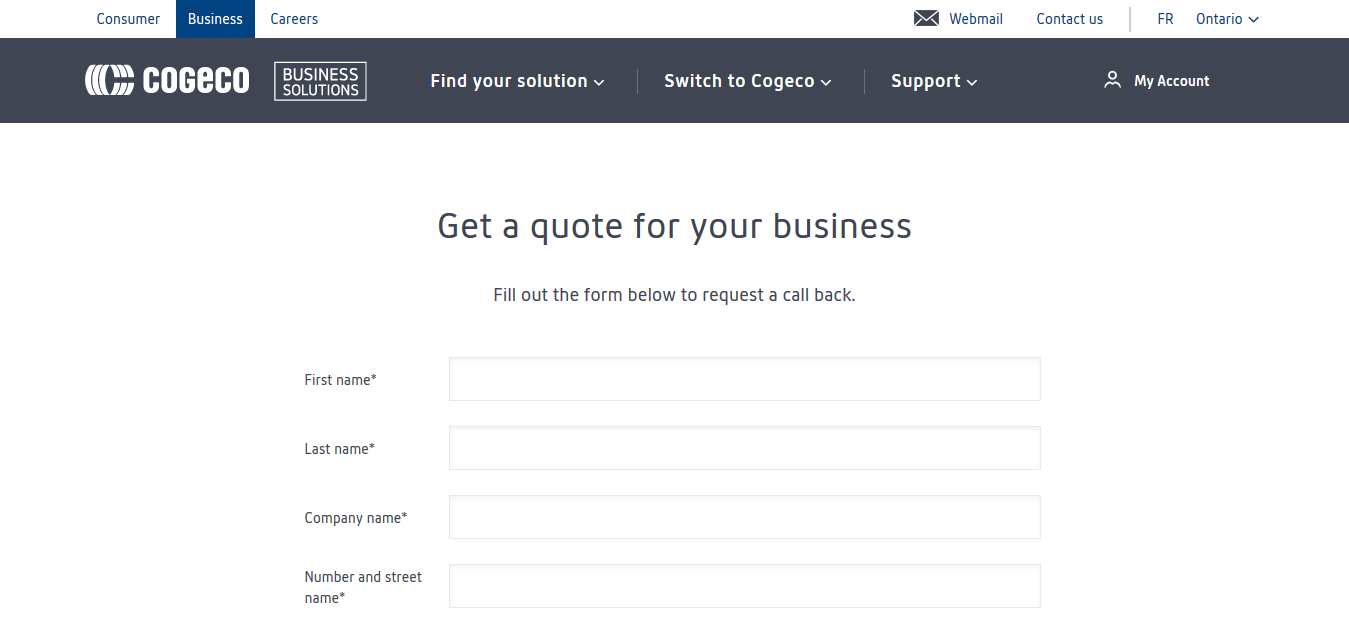 Consumer Business Careers Webmail Contact us FR Ontario
COGECO BUSINESS SOLUTIONS Find your solution Switch to Cogeco Support My Account
Get a quote for your business
Fill out the form below to request a call back.
First name*
Last name*
Company name*
Number and street
name*